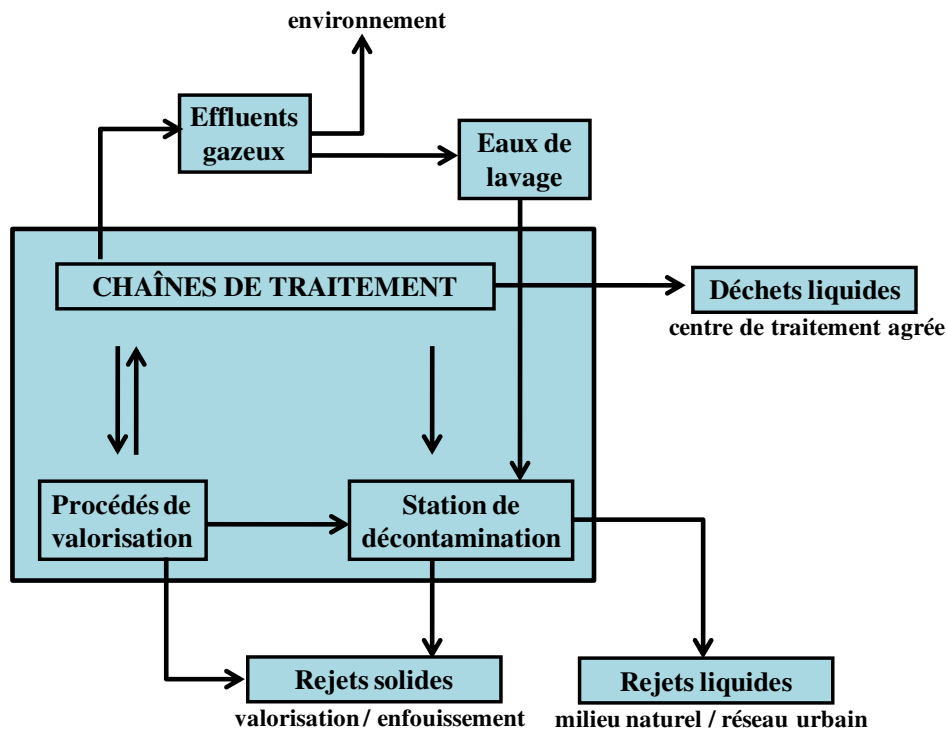 environnement
Effluents
gazeux
Eaux de
lavage
CHAÎNES DE TRAITEMENT
Déchets liquides
centre de traitement agrée
Procédés de
valorisation
Station de
décontamination
Rejets solides
valorisation / enfouissement
Rejets liquides
milieu naturel / réseau urbain